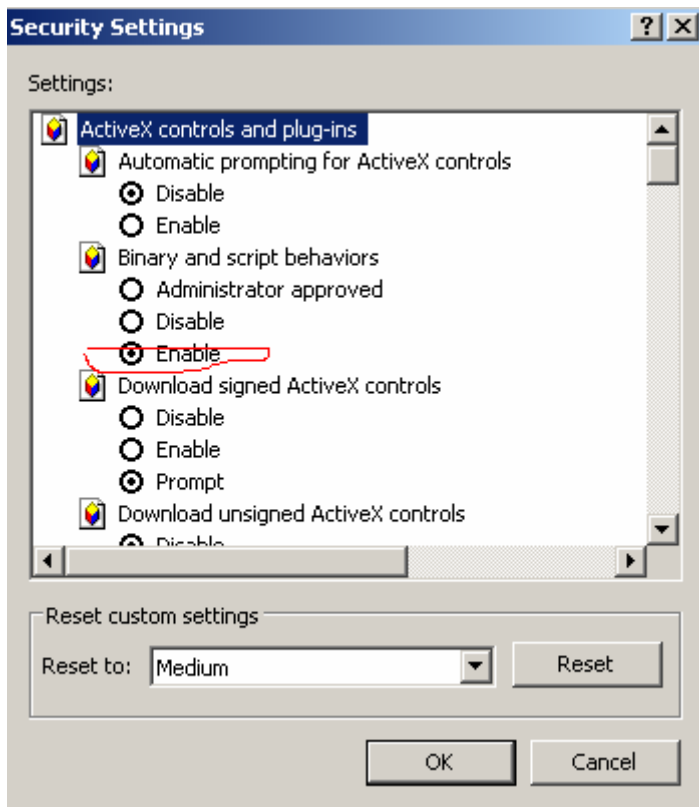 Security Settings
Settings:
ActiveX controls and plug-ins
Automatic prompting for ActiveX controls
Disable
Enable
Binary and script behaviors
Administrator approved
Disable
Enable
Download signed ActiveX controls
Disable
Enable
Prompt
Download unsigned ActiveX controls
Disable
Reset custom settings
Reset to: Medium Reset
OK Cancel